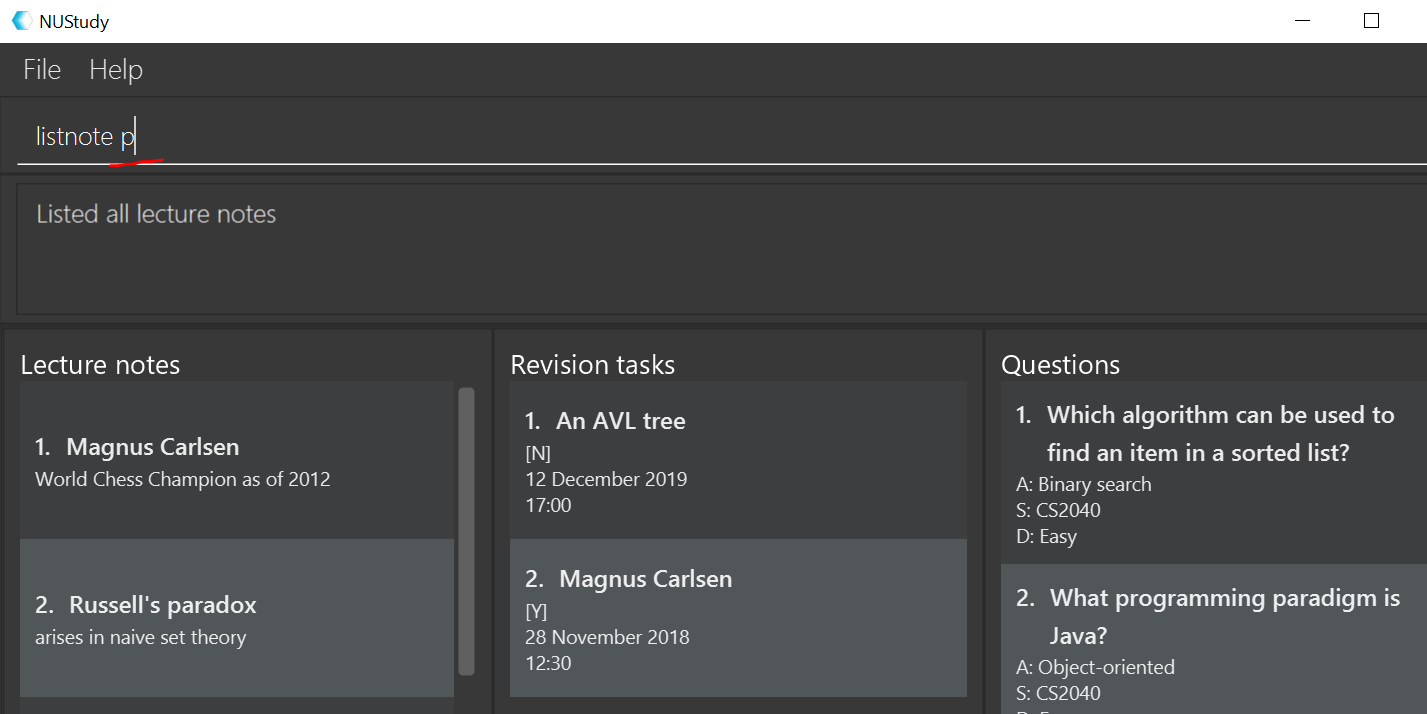 NUStudy
File Help
listnote p
Listed all lecture notes
Lecture notes
1. Magnus Carlsen
World Chess Champion as of 2012
2. Russell's paradox
arises in naive set theory
Revision tasks
1. An AVL tree
[N]
12 December 2019
17:00
2. Magnus Carlsen
[Y]
28 November 2018
12:30
Questions
1. Which algorithm can be used to
find an item in a sorted list?
A: Binary search
S: CS2040
D: Easy
2. What programming paradigm is
Java?
A: Object-oriented
S: CS2040